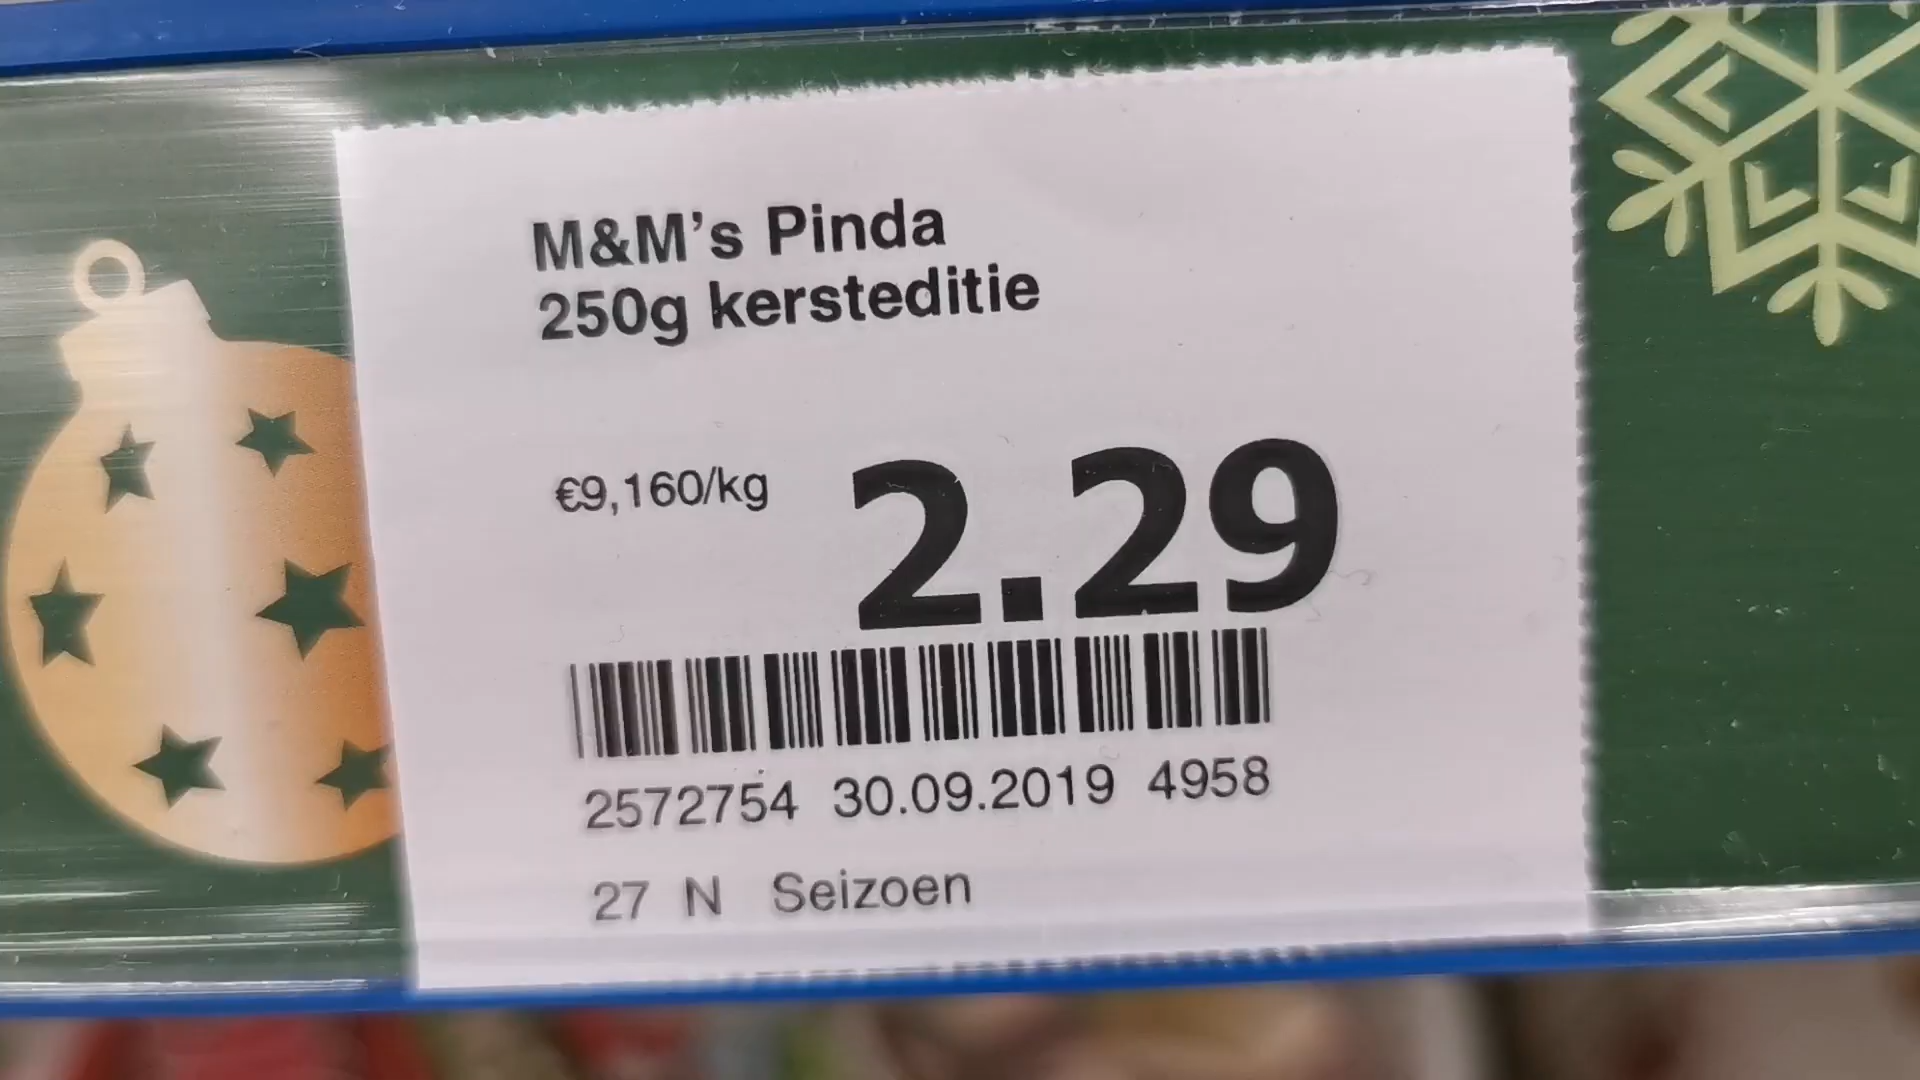 M&M's Pinda
250g kersteditie
€9,160/kg 2.29
2572754 30.09.2019 4958
27 N Seizoen